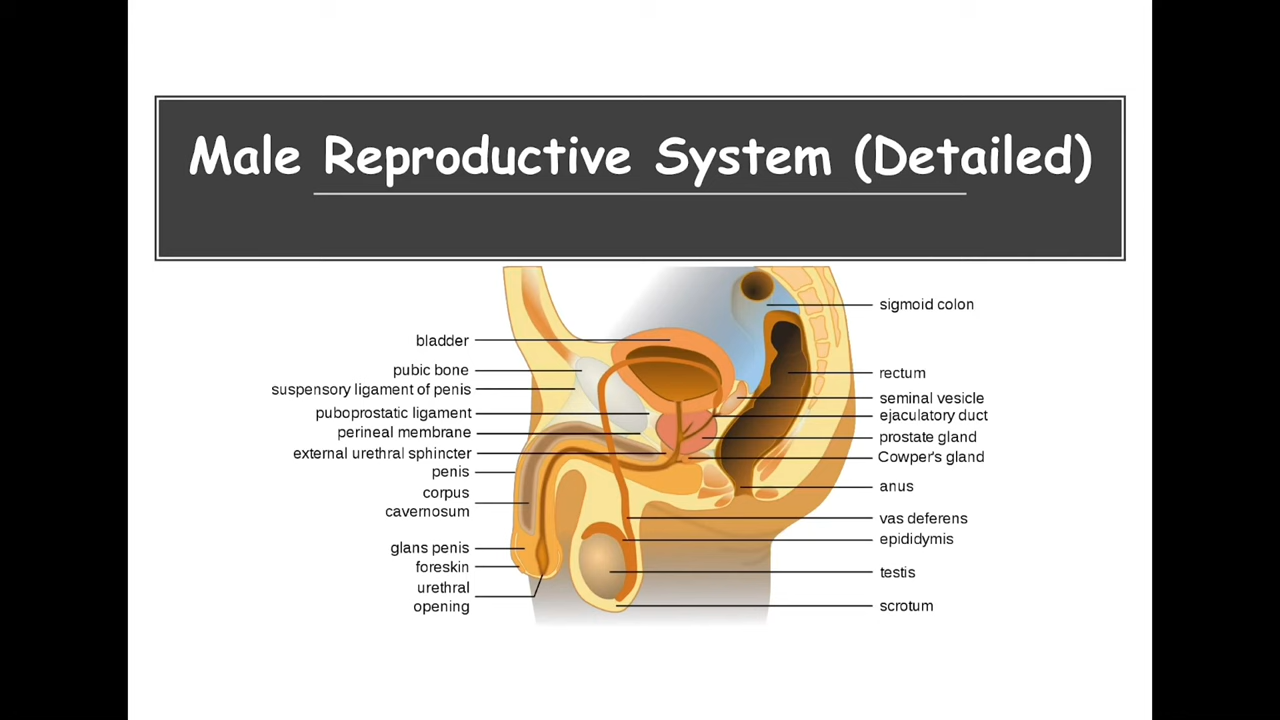 Male Reproductive System (Detailed)
bladder
pubic bone
suspensory ligament of penis
puboprostatic ligament
perineal membrane
external urethral sphincter
penis
corpus
cavernosum
glans penis
foreskin
urethral
opening
sigmoid colon
rectum
seminal vesicle
ejaculatory duct
prostate gland
Cowper's gland
anus
vas deferens
epididymis
testis
scrotum